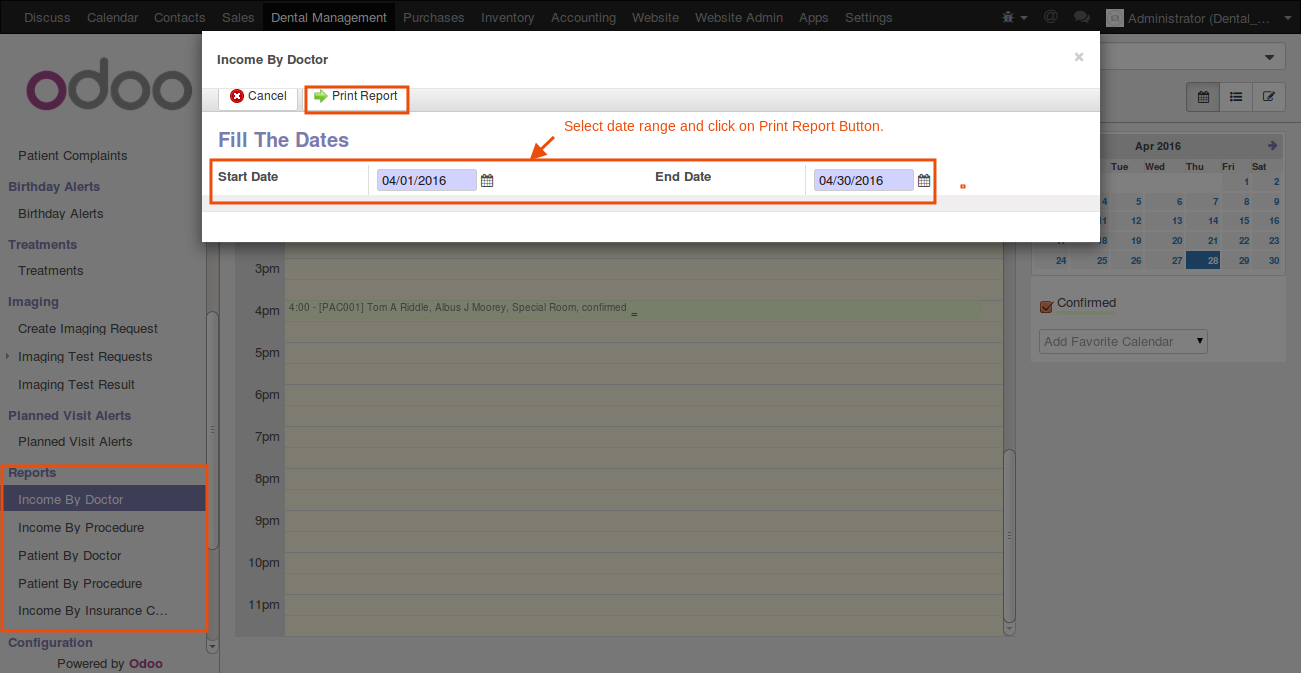 Discuss Calendar Contacts Sales Dental Management Purchases Inventory Accounting Website Website Admin Apps Settings @ Administrator (Dental_...
odoo
Patient Complaints
Birthday Alerts
Birthday Alerts
Treatments
Treatments
Imaging
Create Imaging Request
Imaging Test Requests
Imaging Test Result
Planned Visit Alerts
Planned Visit Alerts
Reports
Income By Doctor
Income By Procedure
Patient By Doctor
Patient By Procedure
Income By Insurance C...
Configuration
Powered by Odoo
Income By Doctor ×
Cancel Print Report
Select date range and click on Print Report Button.
Fill The Dates
Start Date 04/01/2016 End Date 04/30/2016
3pm
4pm 4:00 - [PAC001] Tom A Riddle, Albus J Moorey, Special Room, confirmed
5pm
6pm
7pm
8pm
9pm
10pm
11pm
Apr 2016
Tue Wed Thu Fri Sat
1 2
4 5 6 7 8 9
12 13 14 15 16
19 20 21 22 23
24 25 26 27 28 29 30
Confirmed
Add Favorite Calendar